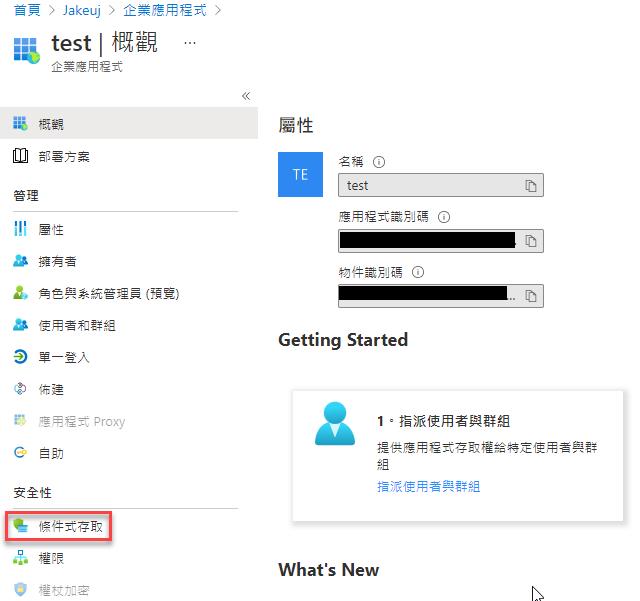 首頁 > Jakeuj > 企業應用程式 >
test | 概觀 ...
企業應用程式
«
概觀
部署方案
管理
屬性
擁有者
角色與系統管理員 (預覽)
使用者和群組
單一登入
佈建
應用程式 Proxy
自助
安全性
條件式存取
權限
權杖加密
屬性
TE
名稱
test
應用程式識別碼
物件識別碼
...
Getting Started
1。指派使用者與群組
提供應用程式存取權給特定使用者與群
組
指派使用者與群組
What's New